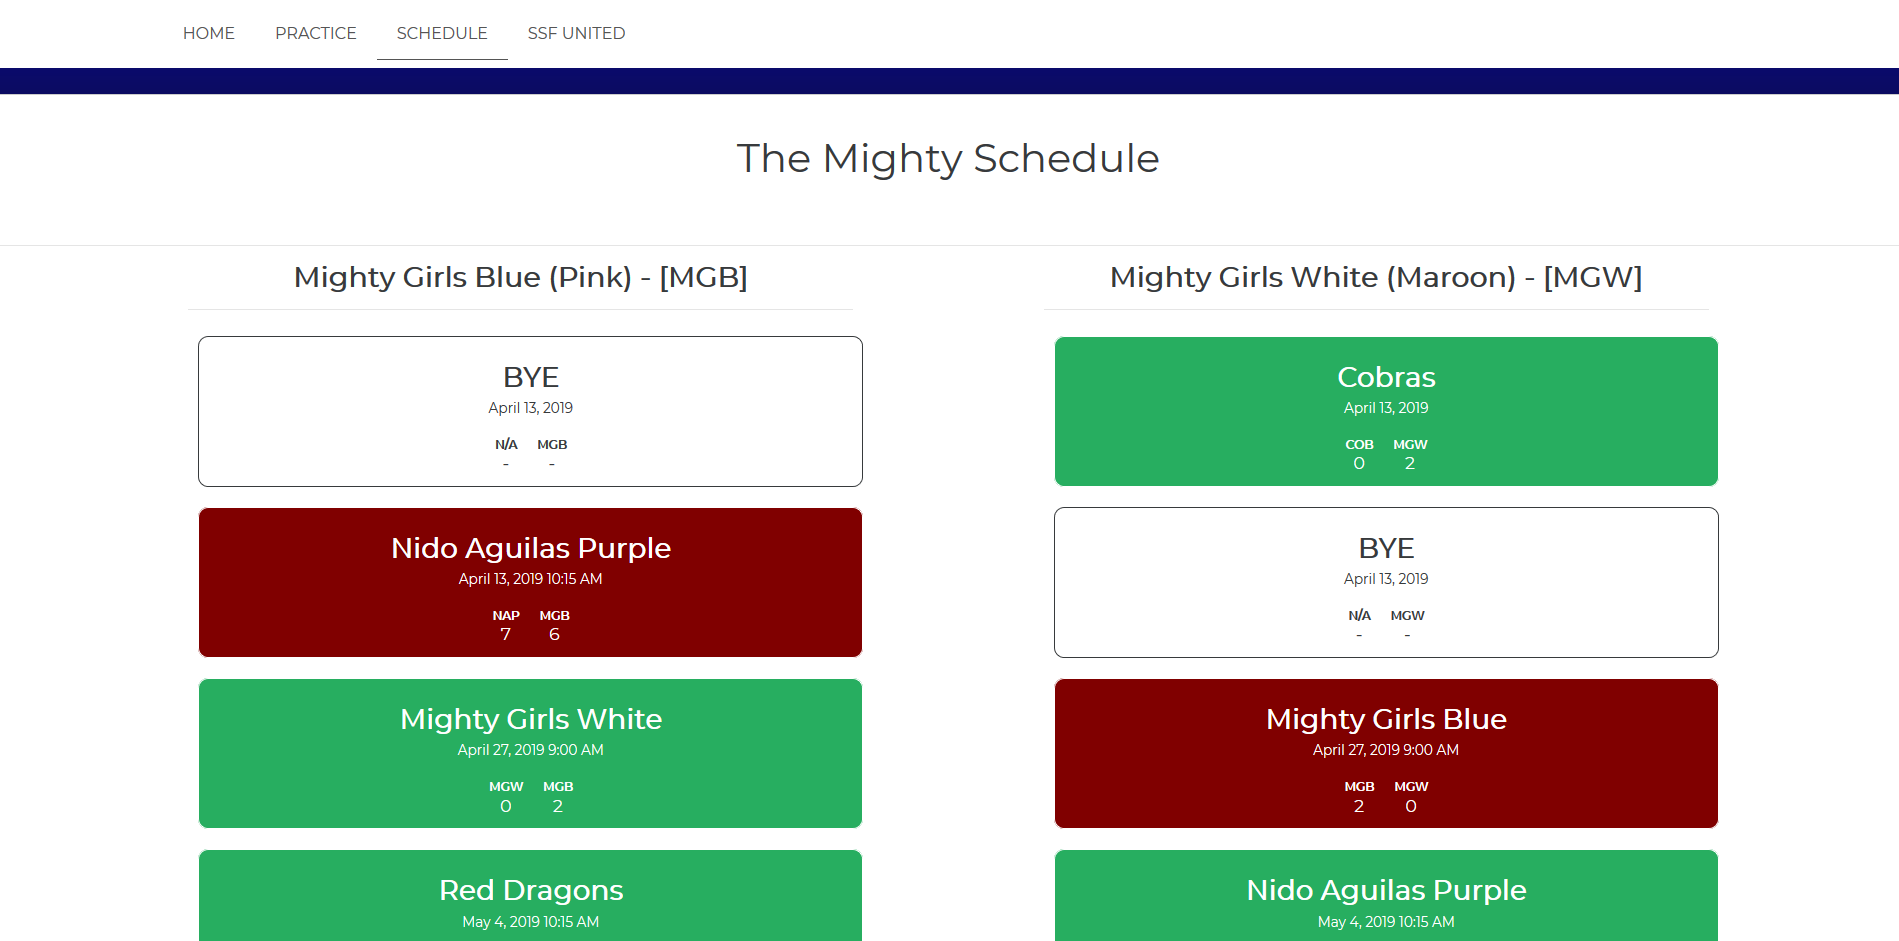 HOME PRACTICE SCHEDULE SSF UNITED
The Mighty Schedule
Mighty Girls Blue (Pink) - [MGB]
BYE
April 13, 2019
N/A MGB
- -
Nido Aguilas Purple
April 13, 2019 10:15 AM
NAP MGB
7 6
Mighty Girls White
April 27, 2019 9:00 AM
MGW MGB
0 2
Red Dragons
May 4, 2019 10:15 AM
Mighty Girls White (Maroon) - [MGW]
Cobras
April 13, 2019
COB MGW
0 2
BYE
April 13, 2019
N/A MGW
- -
Mighty Girls Blue
April 27, 2019 9:00 AM
MGB MGW
2 0
Nido Aguilas Purple
May 4, 2019 10:15 AM